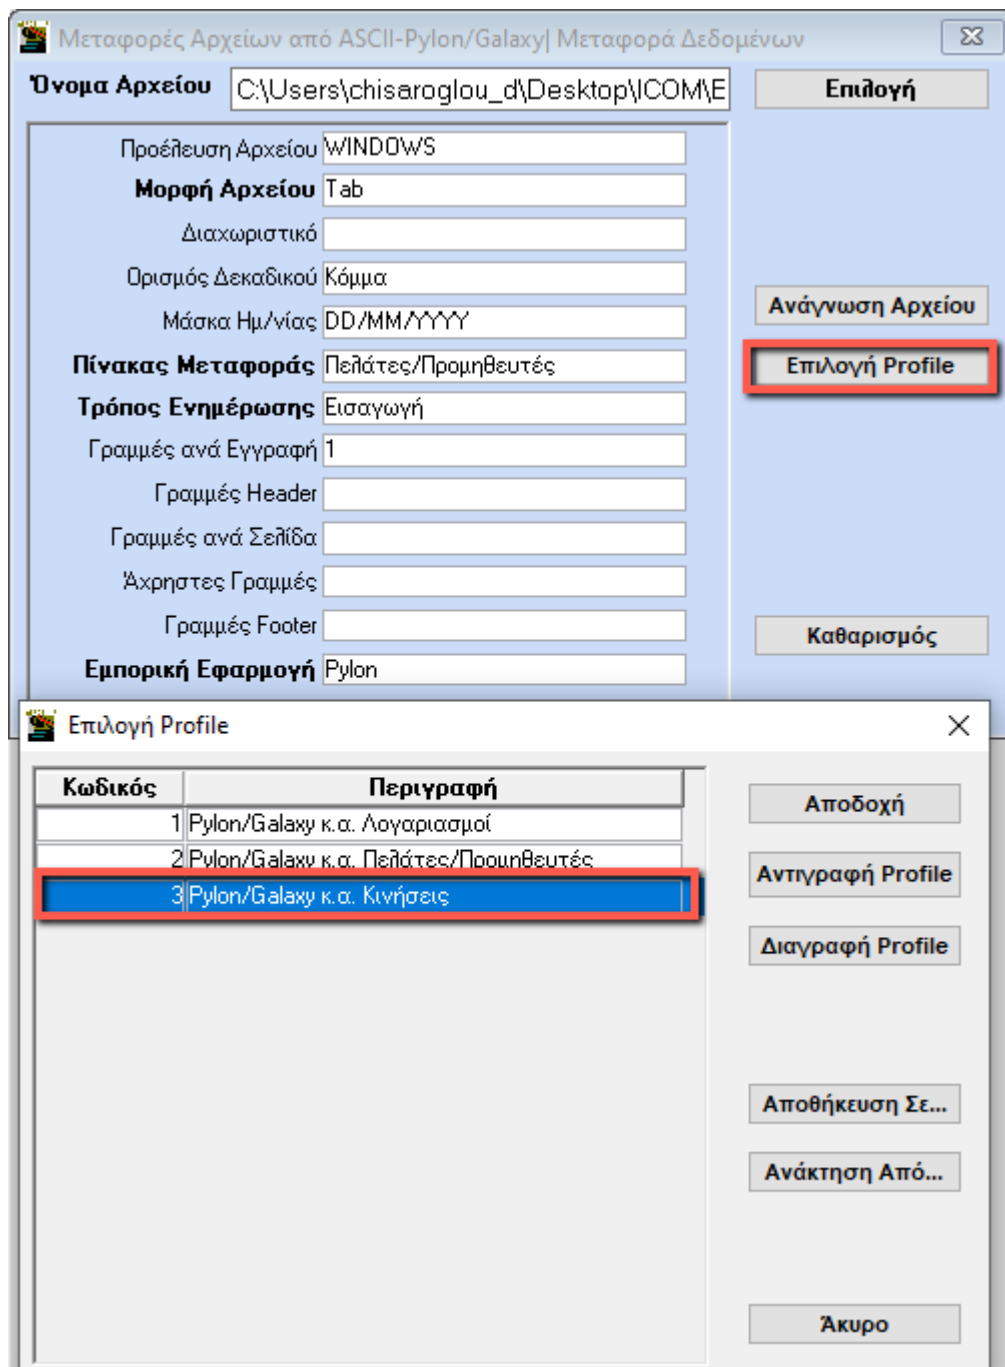 Μεταφορές Αρχείων από ASCII-Pylon/Galaxy| Μεταφορά Δεδομένων
Όνομα Αρχείου C:\Users\chisaroglou_d\Desktop\ICOM\E Επιλογή
Προέλευση Αρχείου WINDOWS
Μορφή Αρχείου Tab
Διαχωριστικό
Ορισμός Δεκαδικού Κόμμα
Ανάγνωση Αρχείου
Μάσκα Ημ/νίας DD/MM/YYYY
Πίνακας Μεταφοράς Πελάτες/Προμηθευτές Επιλογή Profile
Τρόπος Ενημέρωσης Εισαγωγή
Γραμμές ανά Εγγραφή 1
Γραμμές Header
Γραμμές ανά Σελίδα
Άχρηστες Γραμμές
Γραμμές Footer Καθαρισμός
Εμπορική Εφαρμογή Pylon
Επιλογή Profile
Κωδικός Περιγραφή
Αποδοχή
1 Pylon/Galaxy κ.α. Λογαριασμοί
2 Pylon/Galaxy κ.α. Πελάτες/Προμηθευτές
Αντιγραφή Profile
3 Pylon/Galaxy κ.α. Κινήσεις
Διαγραφή Profile
Αποθήκευση Σε...
Ανάκτηση Από...
Άκυρο